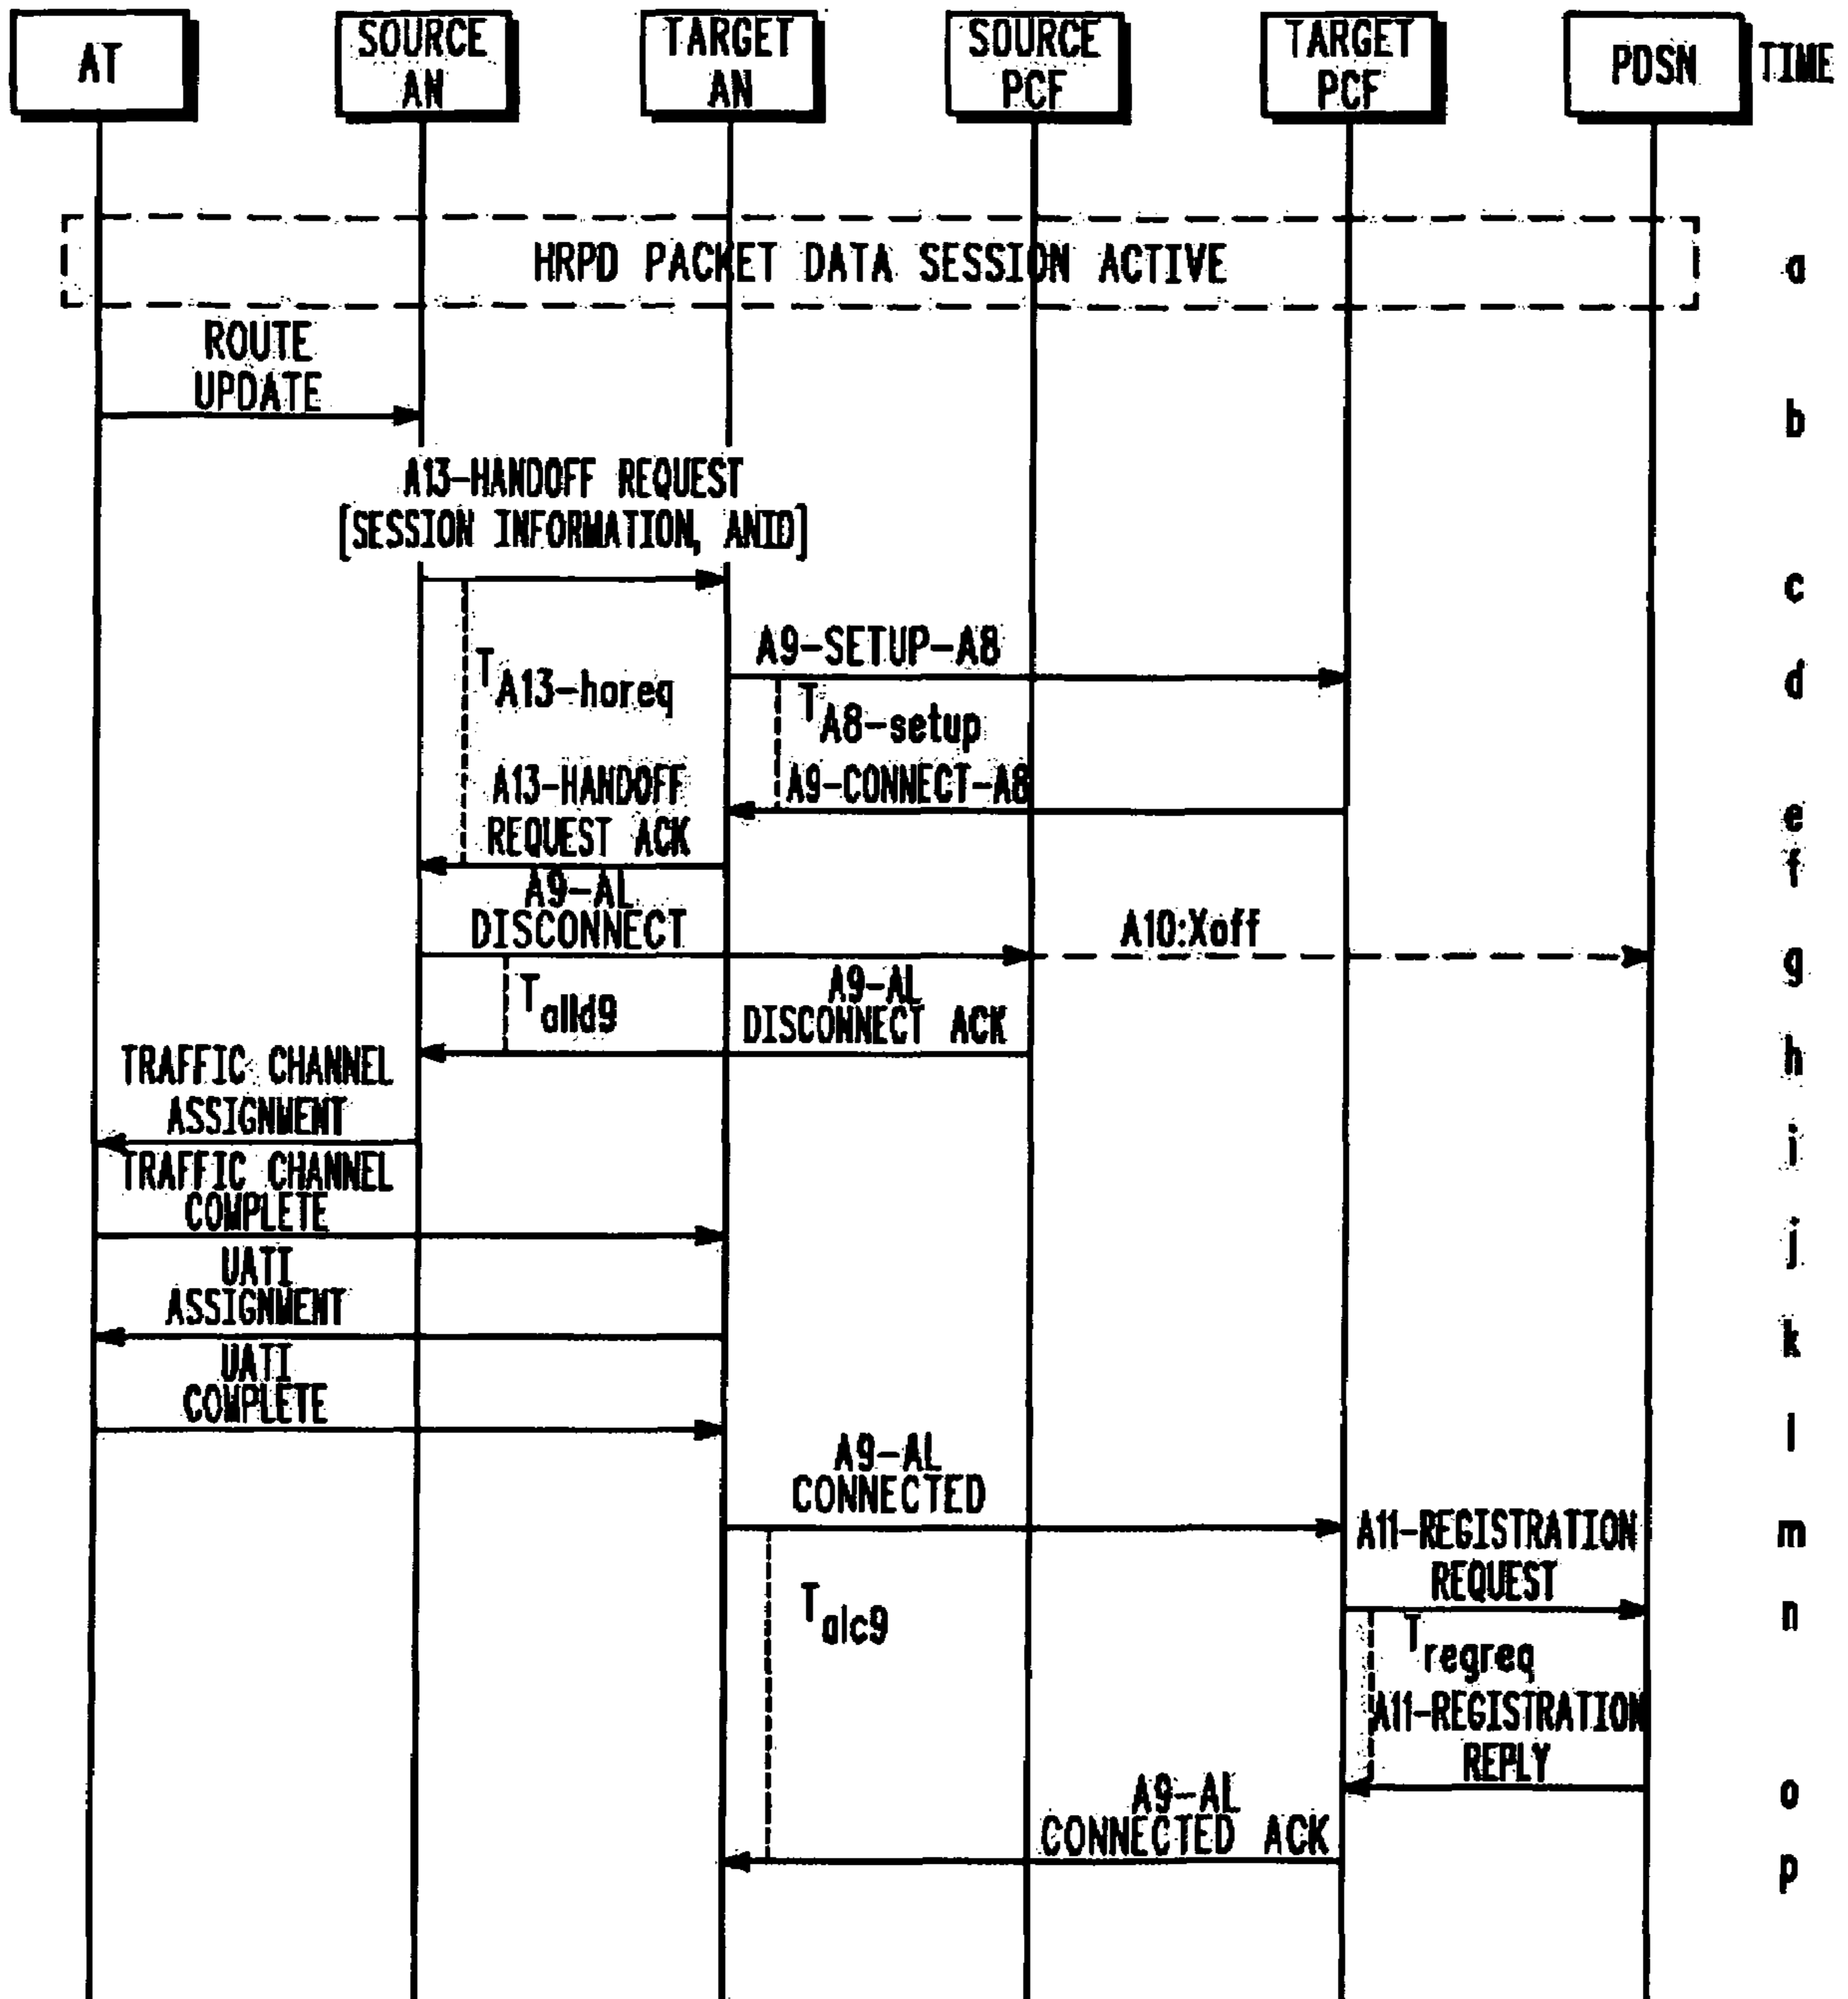 AT
SOURCE
AN
TARGET
AN
SOURCE
PCF
TARGET
PCF
PDSN
TIME
HRPD PACKET DATA SESSION ACTIVE
a
ROUTE
UPDATE
b
A13-HANDOFF REQUEST
[SESSION INFORMATION, ANID]
c
A9-SETUP-A8
d
TA13-horeq
TA8-setup
A9-CONNECT-A8
e
A13-HANDOFF
REQUEST ACK
f
A9-AL
DISCONNECT
A10:Xoff
g
Talld9
A9-AL
DISCONNECT ACK
h
TRAFFIC CHANNEL
ASSIGNMENT
i
TRAFFIC CHANNEL
COMPLETE
j
UATI
ASSIGNMENT
k
UATI
COMPLETE
l
A9-AL
CONNECTED
m
A11-REGISTRATION
REQUEST
n
Talc9
Tregreq
A11-REGISTRATION
REPLY
o
A9-AL
CONNECTED ACK
p